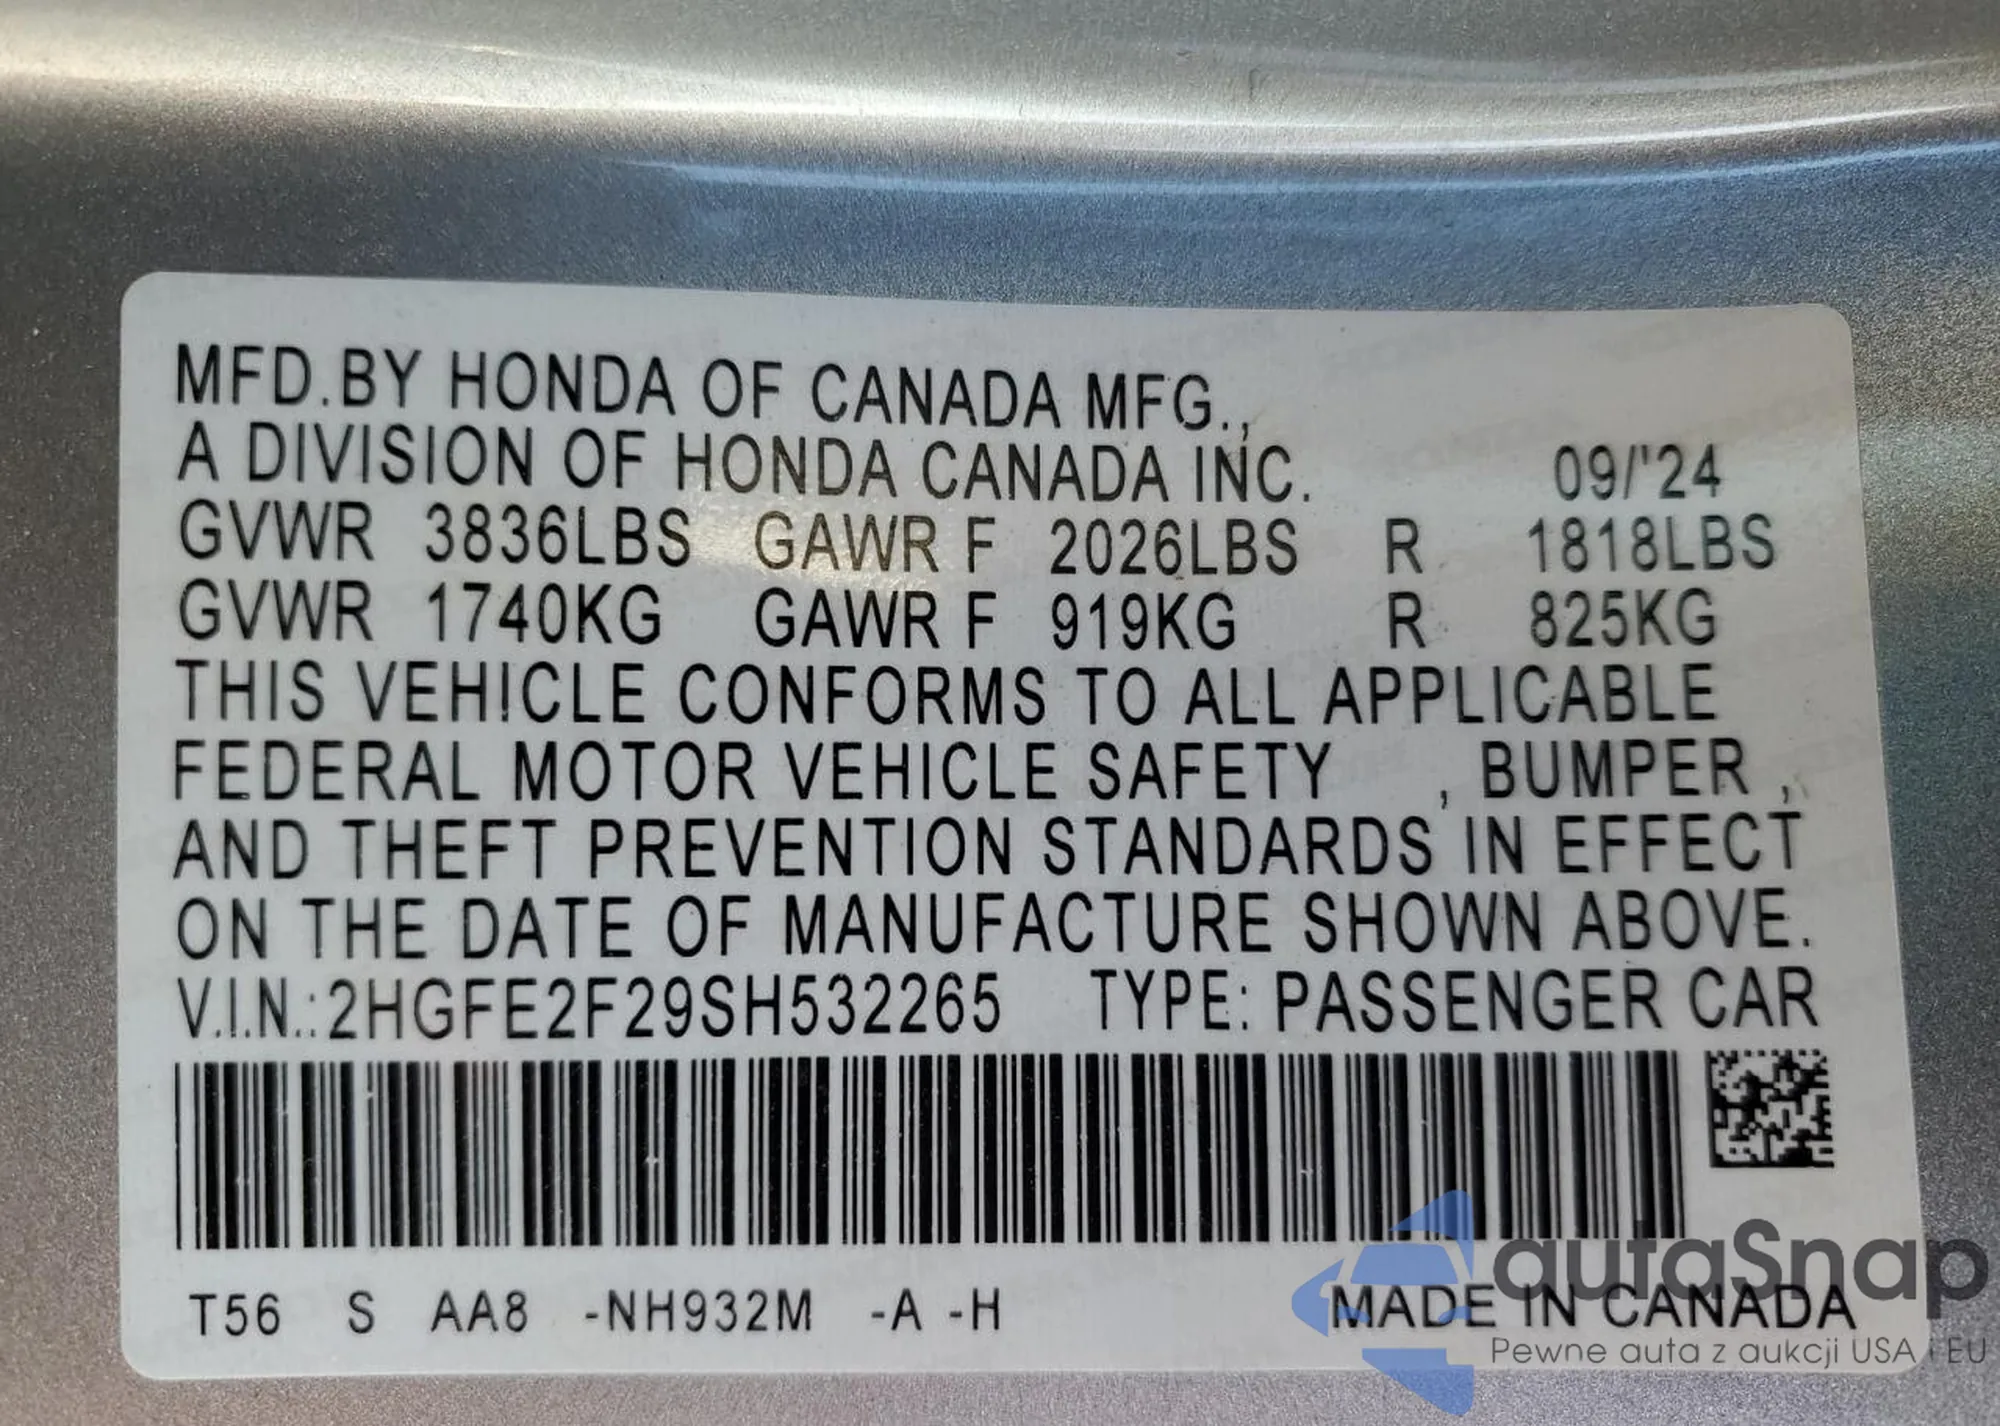 MFD.BY HONDA OF CANADA MFG.,
A DIVISION OF HONDA CANADA INC. 09/'24
GVWR 3836LBS GAWR F 2026LBS R 1818LBS
GVWR 1740KG GAWR F 919KG R 825KG
THIS VEHICLE CONFORMS TO ALL APPLICABLE
FEDERAL MOTOR VEHICLE SAFETY , BUMPER ,
AND THEFT PREVENTION STANDARDS IN EFFECT
ON THE DATE OF MANUFACTURE SHOWN ABOVE.
V.I.N.:2HGFE2F29SH532265 TYPE: PASSENGER CAR
T56 S AA8 -NH932M -A -H MADE IN CANADA
autaSnap
Pewne auta z aukcji USA i EU